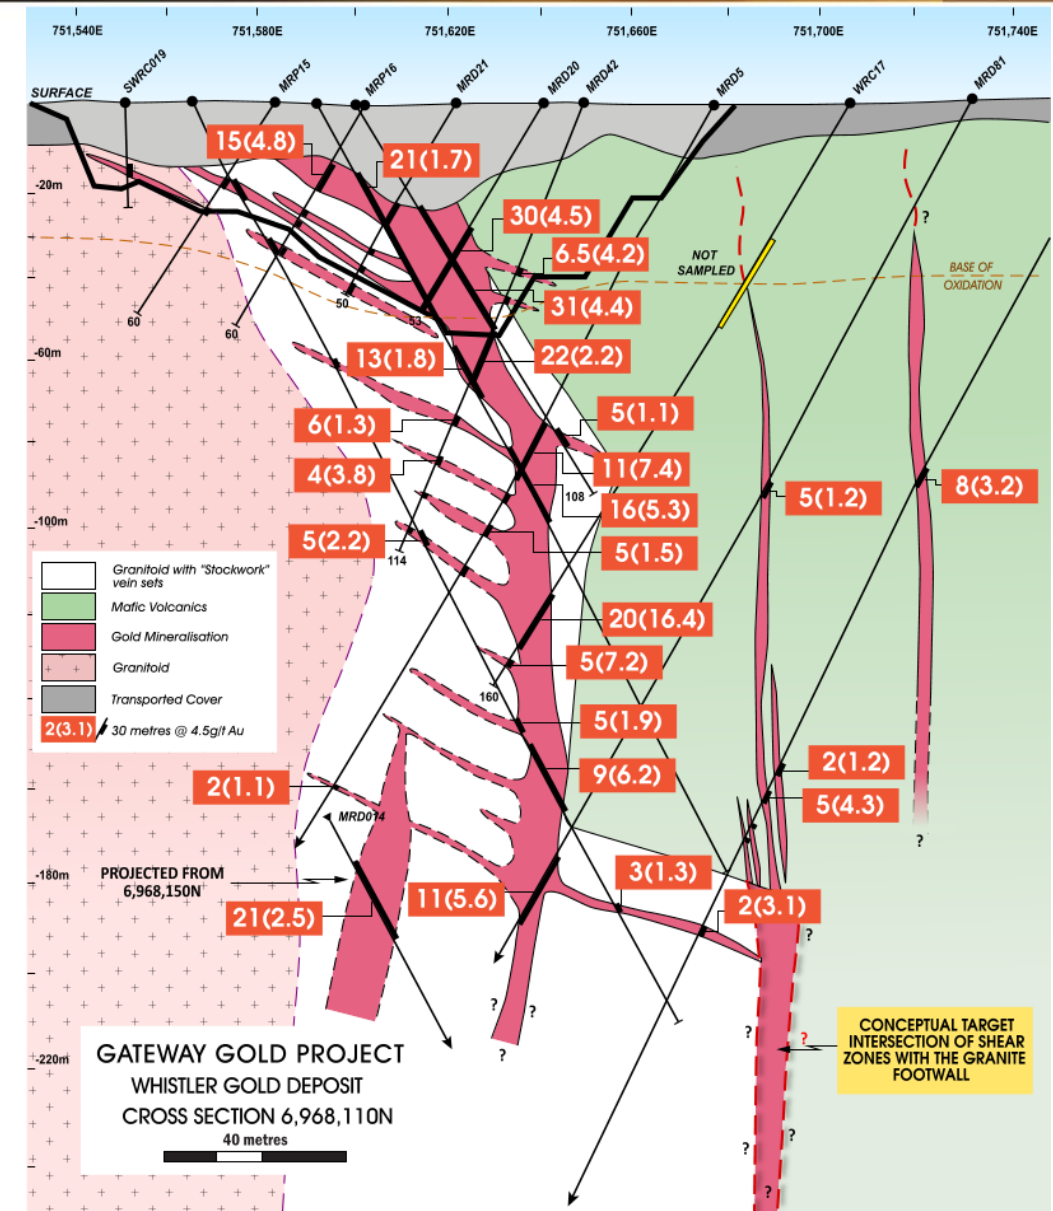 751,540E
751,580E
751,620E
751,660E
751,700E
751,740E
SURFACE
SWRC019
MRP15
MRP16
MRD21
MRD20
MRD42
MRD5
WRC17
MRD81
15(4.8)
21(1.7)
-20m
30(4.5)
?
6.5(4.2)
NOT
SAMPLED
BASE OF
OXIDATION
50
31(4.4)
60
60
53
-60m
13(1.8)
22(2.2)
6(1.3)
5(1.1)
4(3.8)
11(7.4)
8(3.2)
108
5(1.2)
16(5.3)
-100m
5(2.2)
114
5(1.5)
Granitoid with "Stockwork"
vein sets
Mafic Volcanics
Gold Mineralisation
Granitoid
Transported Cover
2(3.1) 30 metres @ 4.5g/t Au
20(16.4)
5(7.2)
160
5(1.9)
9(6.2)
2(1.2)
2(1.1)
5(4.3)
MRD014
?
-180m
PROJECTED FROM
6,968,150N
3(1.3)
11(5.6)
2(3.1)
21(2.5)
?
? ?
?
?
?
CONCEPTUAL TARGET
INTERSECTION OF SHEAR
ZONES WITH THE GRANITE
FOOTWALL
-220m
GATEWAY GOLD PROJECT
WHISTLER GOLD DEPOSIT
CROSS SECTION 6,968,110N
40 metres
?
?
?